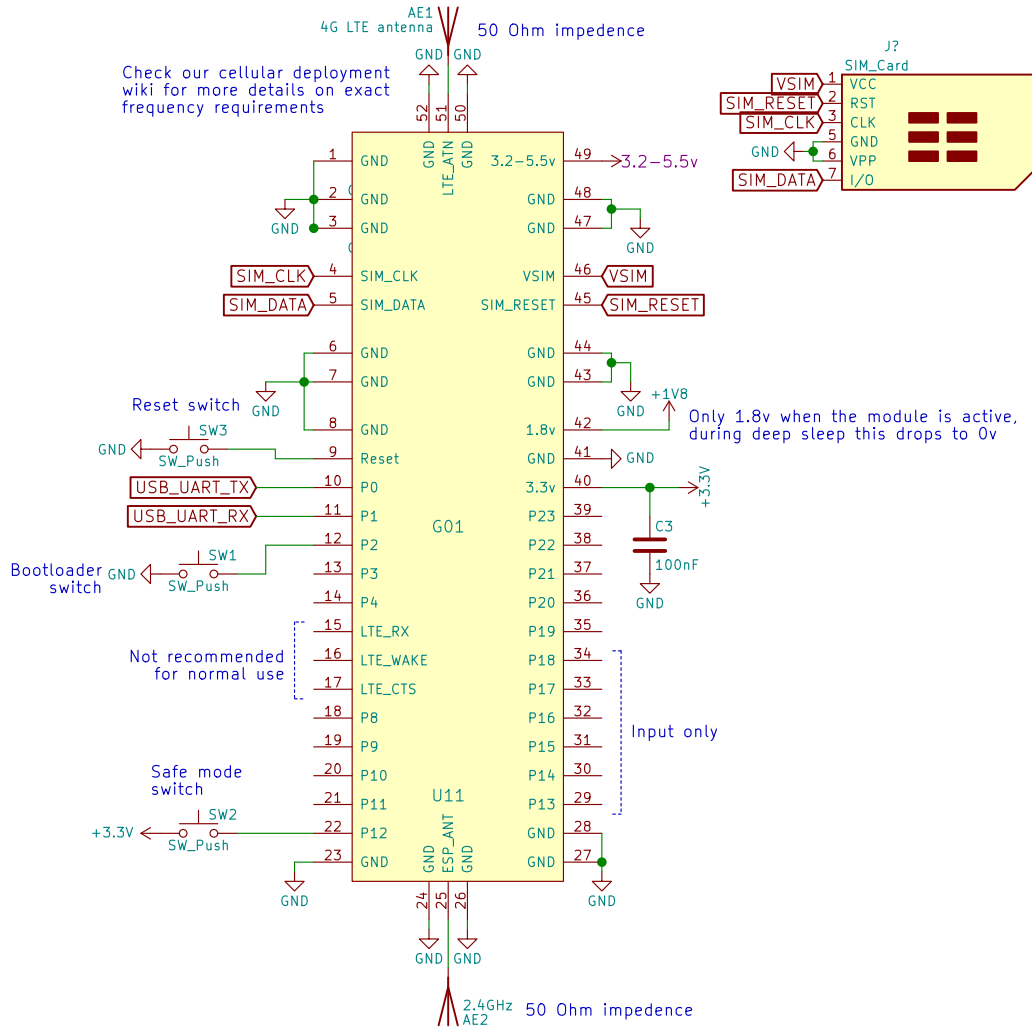 AE1
4G LTE antenna
50 Ohm impedence
GND
GND
Check our cellular deployment
wiki for more details on exact
frequency requirements
52
51
50
GND
LTE_ATN
GND
J?
SIM_Card
VSIM 1 VCC
SIM_RESET 2 RST
SIM_CLK 3 CLK
GND 5 GND
6 VPP
SIM_DATA 7 I/O
1 GND
3.2-5.5v 49 3.2-5.5v
2 GND
GND 48
GND
3 GND
GND 47
GND
SIM_CLK 4 SIM_CLK
VSIM 46 VSIM
SIM_DATA 5 SIM_DATA
SIM_RESET 45 SIM_RESET
6 GND
GND 44
7 GND
GND 43
GND
GND
+1V8
Reset switch
Only 1.8v when the module is active,
during deep sleep this drops to 0v
8 GND
1.8v 42
GND SW3
SW_Push
9 Reset
GND 41 GND
USB_UART_TX 10 P0
3.3v 40 +3.3V
USB_UART_RX 11 P1
P23 39
G01
C3
100nF
GND
12 P2
P22 38
Bootloader
switch
GND SW1
SW_Push
13 P3
P21 37
14 P4
P20 36
15 LTE_RX
P19 35
Not recommended
for normal use
16 LTE_WAKE
P18 34
17 LTE_CTS
P17 33
18 P8
P16 32
Input only
19 P9
P15 31
20 P10
P14 30
Safe mode
switch
21 P11
U11
P13 29
+3.3V SW2
SW_Push
22 P12
GND 28
23 GND
GND 27
GND
GND
GND
ESP_ANT
GND
24
25
26
GND
GND
2.4GHz
AE2
50 Ohm impedence